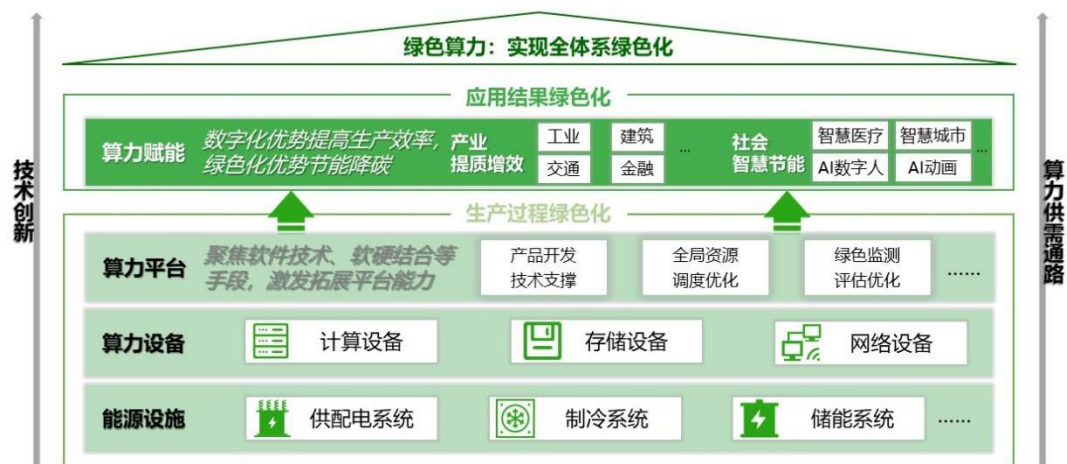 绿色算力：实现全体系绿色化
应用结果绿色化
算力赋能
数字化优势提高生产效率，
绿色化优势节能降碳
产业
提质增效
工业
建筑
交通
金融
...
社会
智慧节能
智慧医疗
智慧城市
AI数字人
AI动画
...
生产过程绿色化
算力平台
聚焦软件技术、软硬结合等
手段，激发拓展平台能力
产品开发
技术支撑
全局资源
调度优化
绿色监测
评估优化
......
算力设备
计算设备
存储设备
网络设备
能源设施
供配电系统
制冷系统
储能系统
......
技术创新
算力供需通路